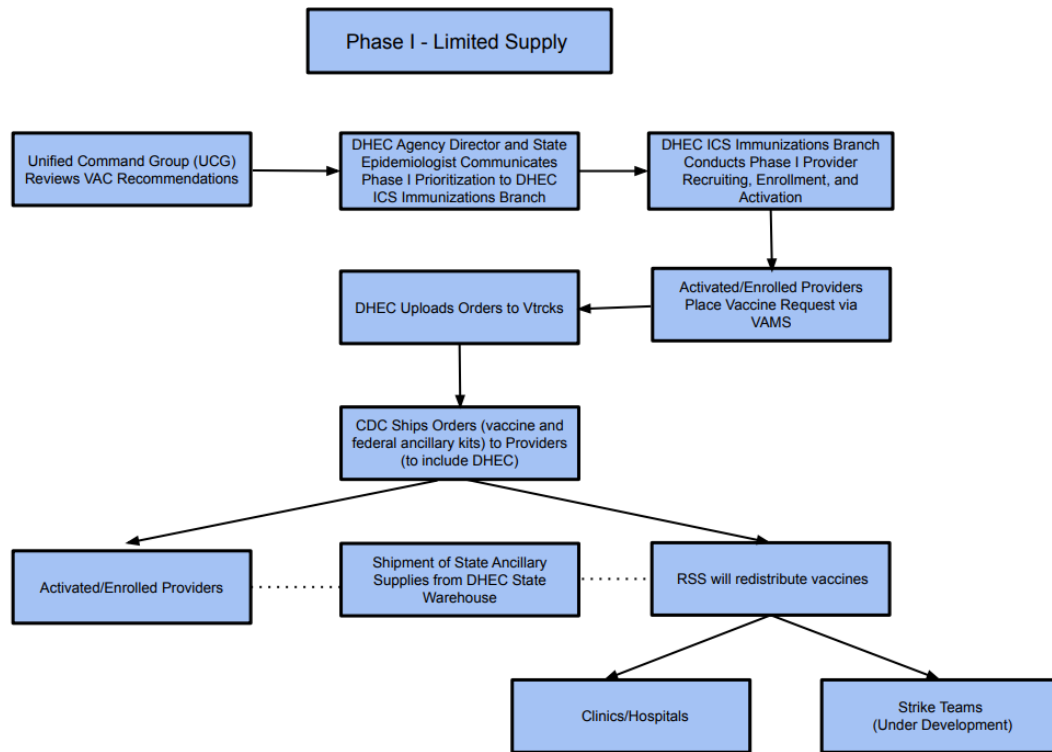 Phase I - Limited Supply
Unified Command Group (UCG)
Reviews VAC Recommendations
DHEC Agency Director and State
Epidemiologist Communicates
Phase I Prioritization to DHEC
ICS Immunizations Branch
DHEC ICS Immunizations Branch
Conducts Phase I Provider
Recruiting, Enrollment, and
Activation
Activated/Enrolled Providers
Place Vaccine Request via
VAMS
DHEC Uploads Orders to Vtrcks
CDC Ships Orders (vaccine and
federal ancillary kits) to Providers
(to include DHEC)
Activated/Enrolled Providers
Shipment of State Ancillary
Supplies from DHEC State
Warehouse
RSS will redistribute vaccines
Clinics/Hospitals
Strike Teams
(Under Development)